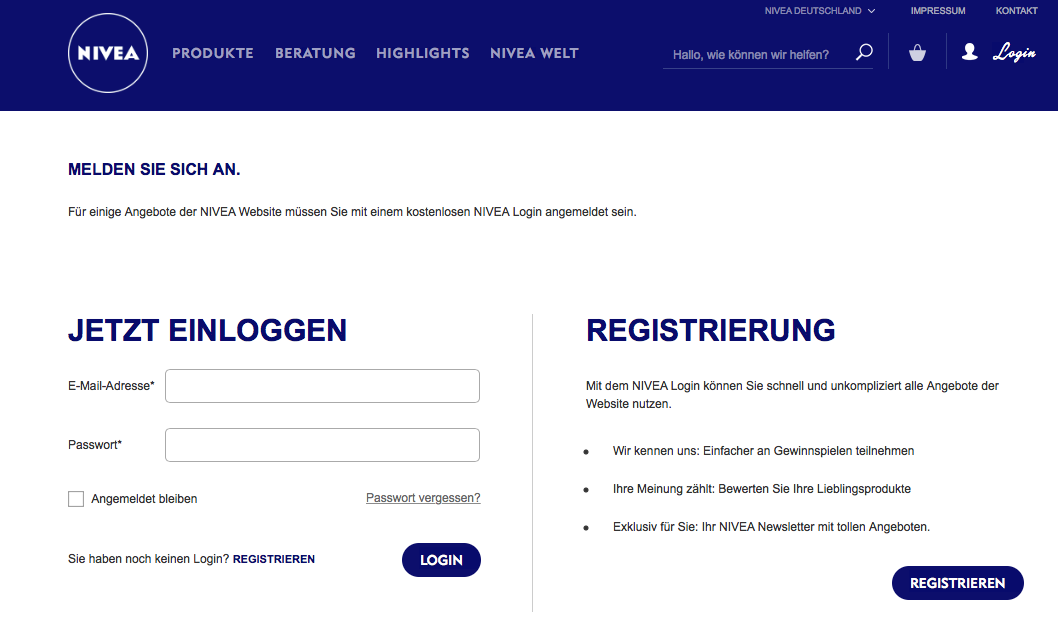 NIVEA DEUTSCHLAND IMPRESSUM KONTAKT
NIVEA PRODUKTE BERATUNG HIGHLIGHTS NIVEA WELT Hallo, wie können wir helfen? Login
MELDEN SIE SICH AN.
Für einige Angebote der NIVEA Website müssen Sie mit einem kostenlosen NIVEA Login angemeldet sein.
JETZT EINLOGGEN
E-Mail-Adresse*
Passwort*
Angemeldet bleiben Passwort vergessen?
Sie haben noch keinen Login? REGISTRIEREN LOGIN
REGISTRIERUNG
Mit dem NIVEA Login können Sie schnell und unkompliziert alle Angebote der
Website nutzen.
• Wir kennen uns: Einfacher an Gewinnspielen teilnehmen
• Ihre Meinung zählt: Bewerten Sie Ihre Lieblingsprodukte
• Exklusiv für Sie: Ihr NIVEA Newsletter mit tollen Angeboten.
REGISTRIEREN